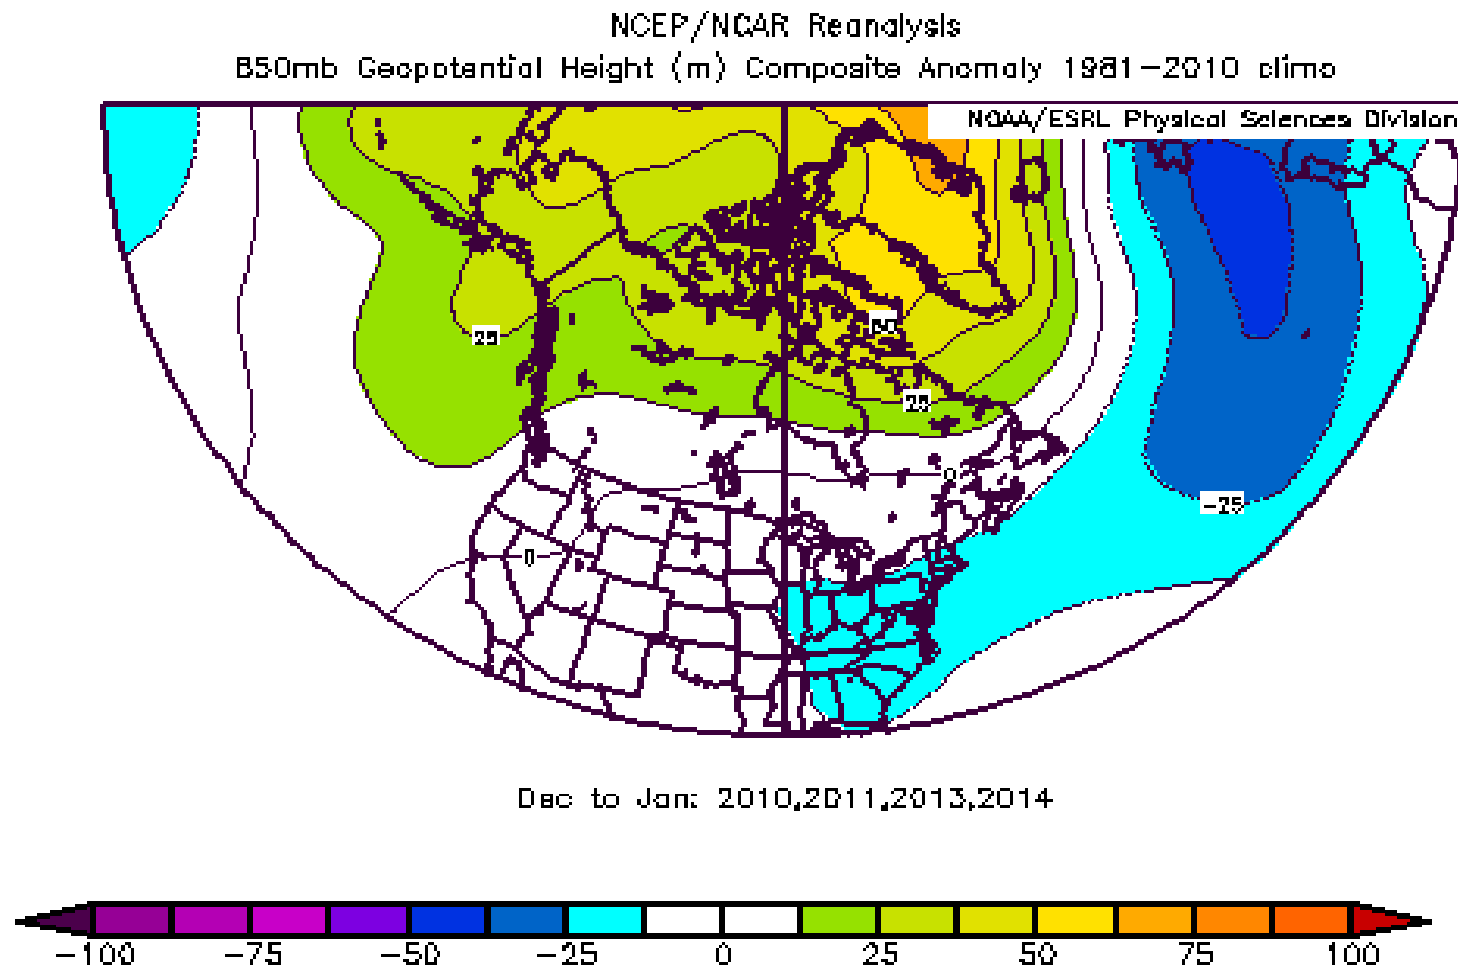 NCEP/NCAR Reanalysis
850mb Geopotential Height (m) Composite Anomaly 1981-2010 climo
NOAA/ESRL Physical Sciences Division
25
50
25
0
-25
0
Dec to Jan: 2010,2011,2013,2014
-100 -75 -50 -25 0 25 50 75 100